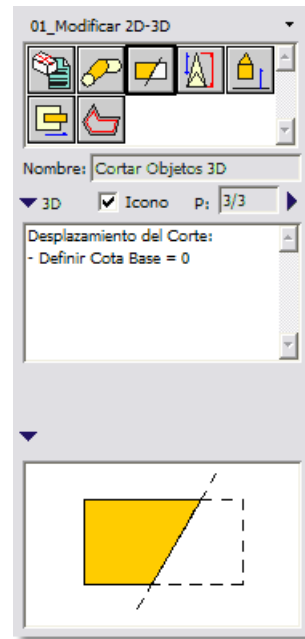 01_Modificar 2D-3D
Nombre: Cortar Objetos 3D
3D Icono P: 3/3
Desplazamiento del Corte:
- Definir Cota Base = 0